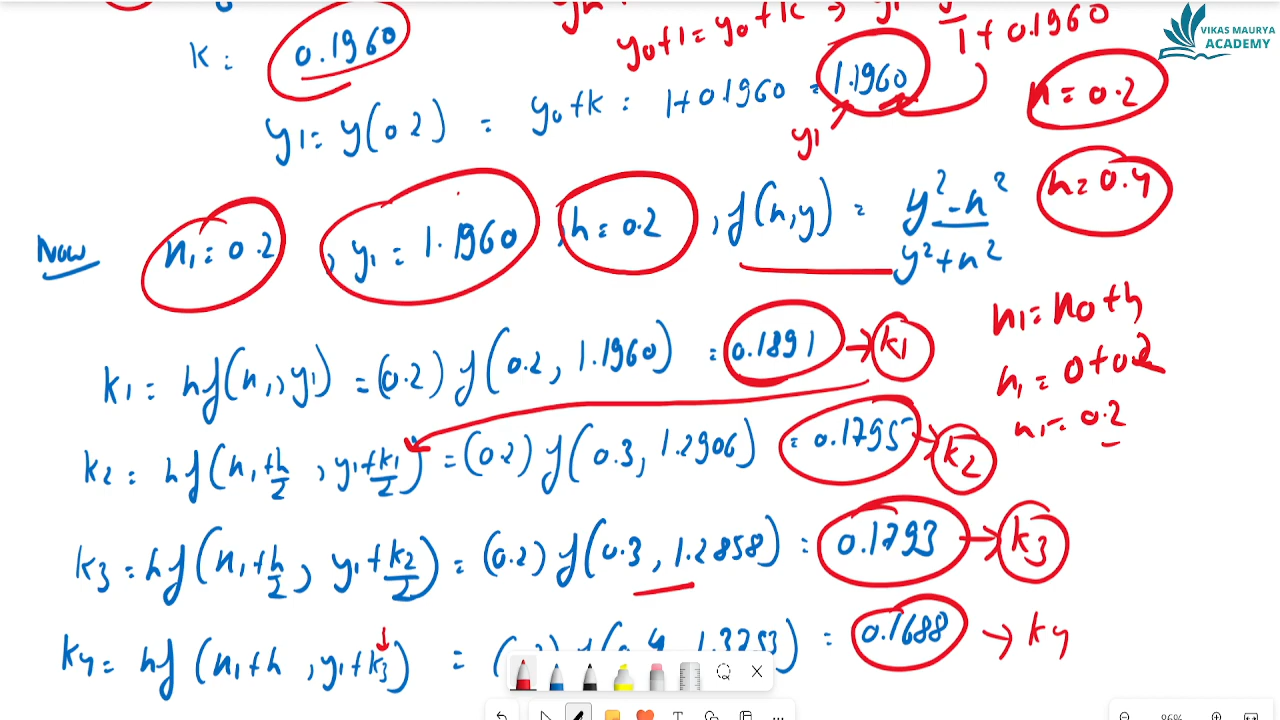 VIKAS MAURYA
ACADEMY
k = 0.1960
y0+1 = y0+k → y1
1+0.1960
y1 = y(0.2) = y0+k = 1+0.1960 = 1.1960
y1
x = 0.2
x = 0.4
Now x1 = 0.2, y1 = 1.1960, h = 0.2, f(x,y) = y²-x² / y²+x²
x1 = x0+h
x1 = 0+0.2
x1 = 0.2
k1 = hf(x1, y1) = (0.2) f(0.2, 1.1960) = 0.1891 → k1
k2 = hf(x1+h/2, y1+k1/2) = (0.2) f(0.3, 1.2906) = 0.1795 → k2
k3 = hf(x1+h/2, y1+k2/2) = (0.2) f(0.3, 1.2858) = 0.1793 → k3
k4 = hf(x1+h, y1+k3) = = 0.1688 → k4
86%